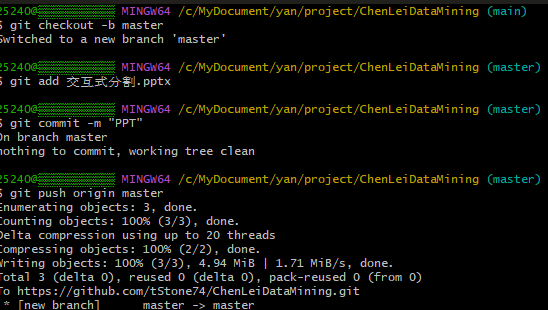 25240@ MINGW64 /c/MyDocument/yan/project/ChenLeiDataMining (main)
$ git checkout -b master
Switched to a new branch 'master'
25240@ MINGW64 /c/MyDocument/yan/project/ChenLeiDataMining (master)
$ git add 交互式分割.pptx
25240@ MINGW64 /c/MyDocument/yan/project/ChenLeiDataMining (master)
$ git commit -m "PPT"
On branch master
nothing to commit, working tree clean
25240@ MINGW64 /c/MyDocument/yan/project/ChenLeiDataMining (master)
$ git push origin master
Enumerating objects: 3, done.
Counting objects: 100% (3/3), done.
Delta compression using up to 20 threads
Compressing objects: 100% (2/2), done.
Writing objects: 100% (3/3), 4.94 MiB | 1.71 MiB/s, done.
Total 3 (delta 0), reused 0 (delta 0), pack-reused 0 (from 0)
To https://github.com/tStone74/ChenLeiDataMining.git
 * [new branch]      master -> master